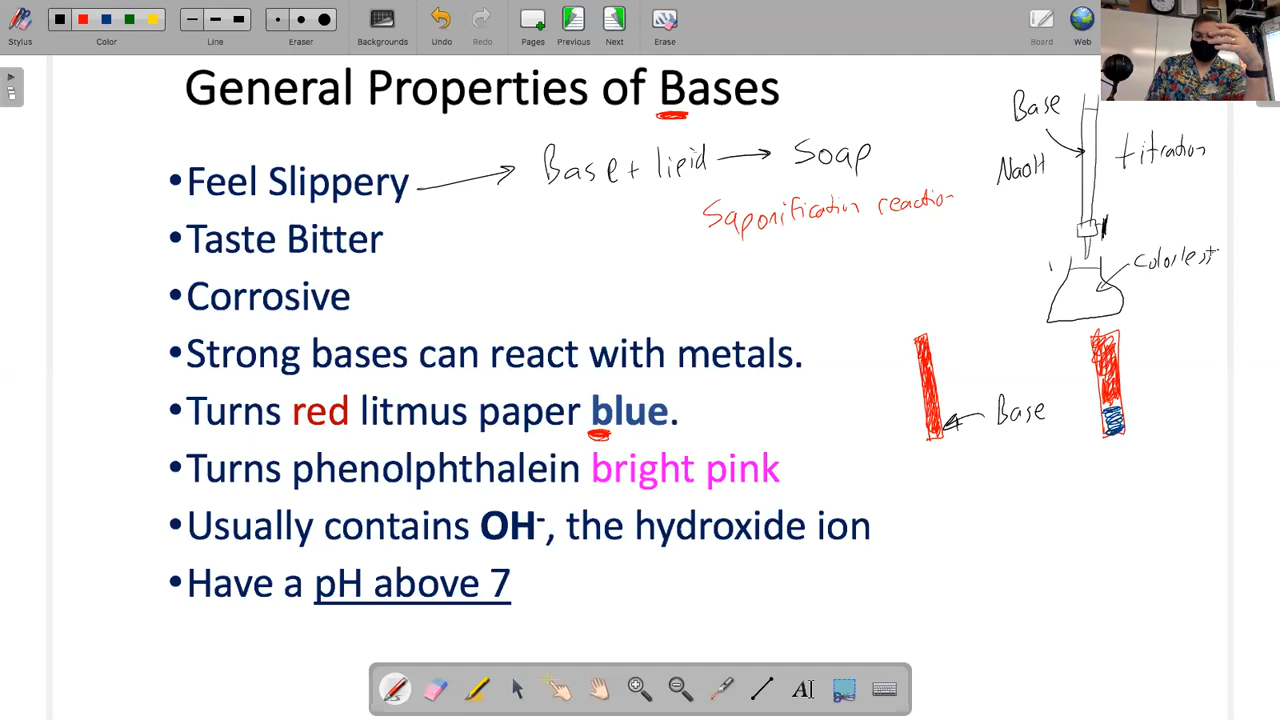 Stylus
Color
Line
Eraser
Backgrounds
Undo
Redo
Pages
Previous
Next
Erase
Board
Web
General Properties of Bases
•Feel Slippery
Base + lipid → Soap
Saponification reaction
•Taste Bitter
•Corrosive
•Strong bases can react with metals.
•Turns red litmus paper blue.
•Turns phenolphthalein bright pink
•Usually contains OH-, the hydroxide ion
•Have a pH above 7
Base
NaOH
titration
colorless
Base